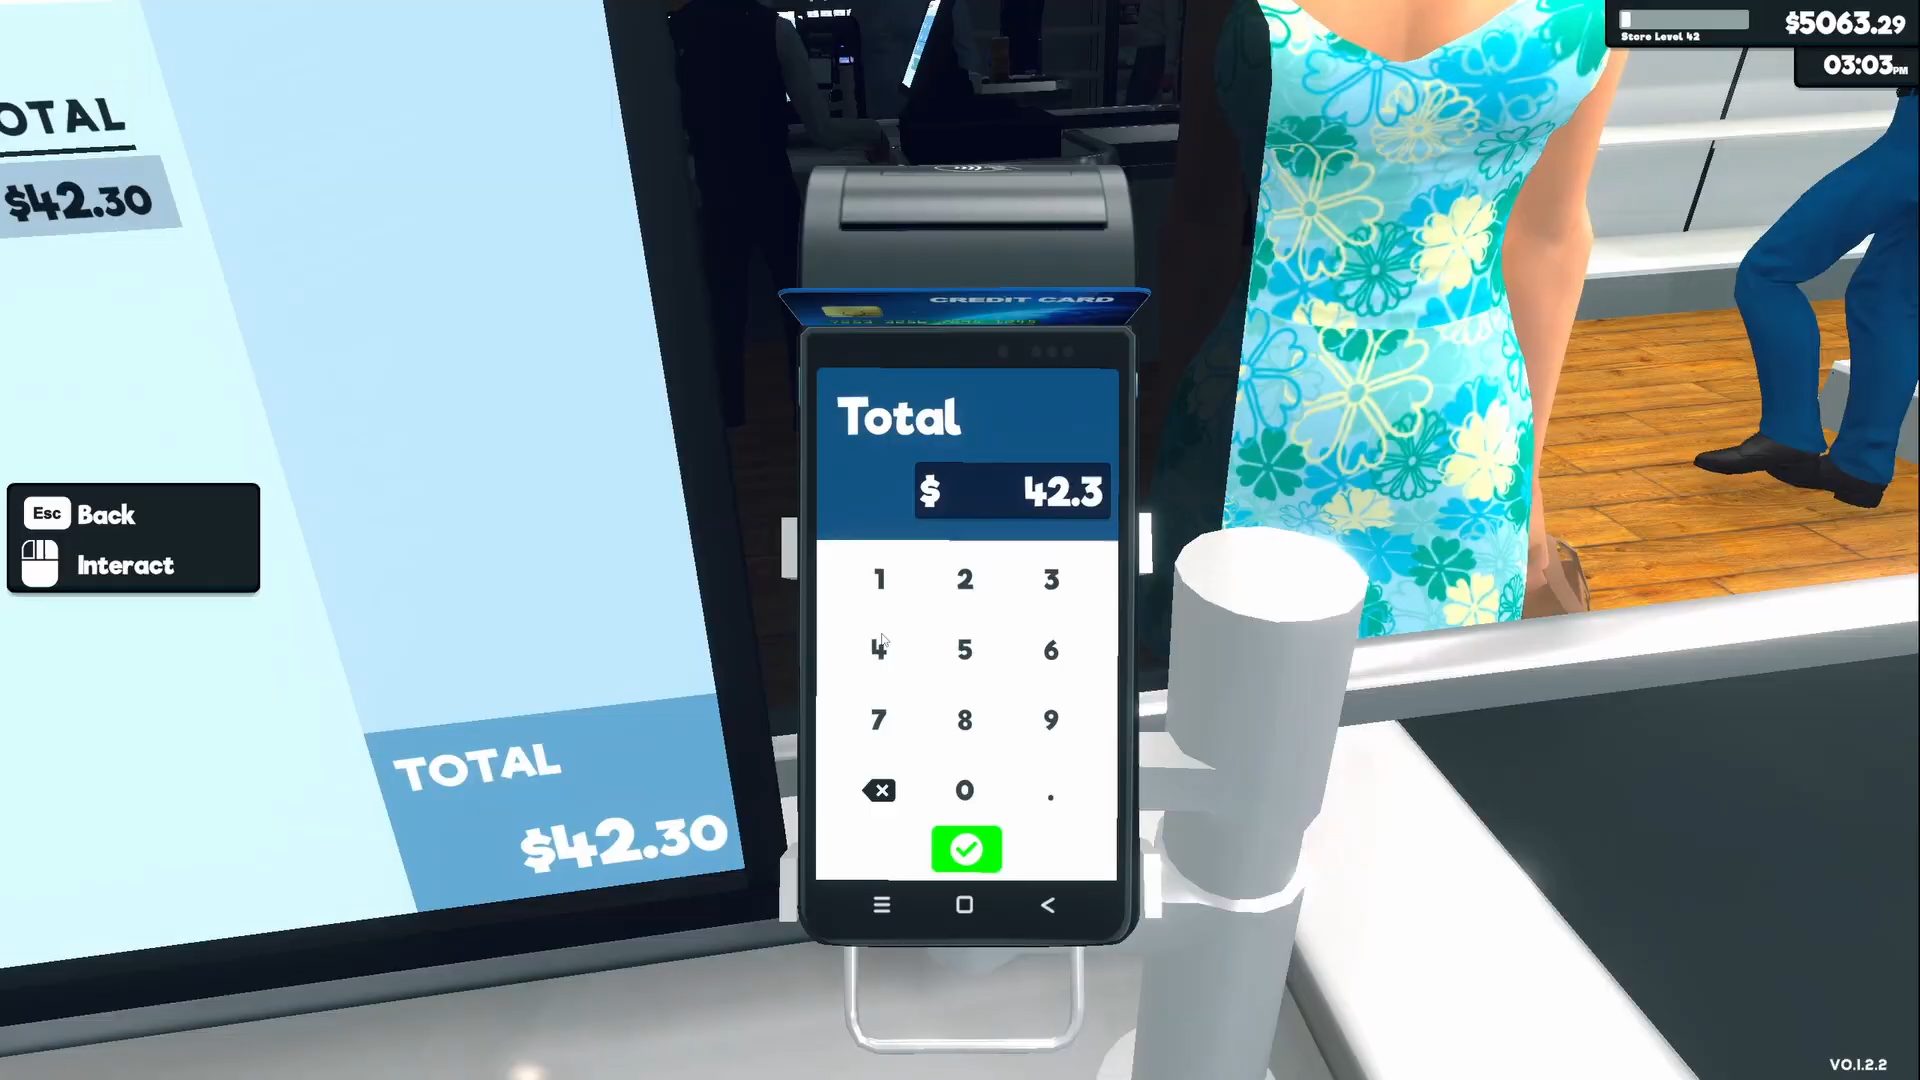 Store Level 42
$5063.29
03:03PM
OTAL
$42.30
CREDIT CARD
Total
$ 42.3
Esc Back
Interact
1 2 3
4 5 6
7 8 9
0 .
TOTAL
$42.30
V0.1.2.2